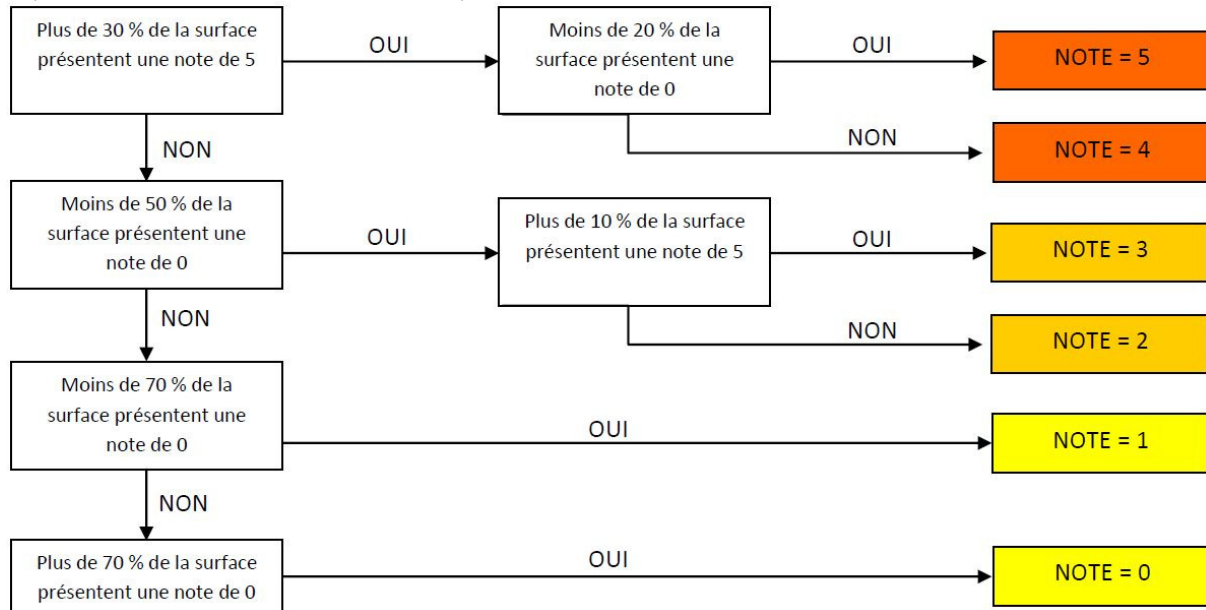 Plus de 30 % de la surface
présentent une note de 5
OUI
Moins de 20 % de la
surface présentent une
note de 0
OUI
NOTE = 5
NON
NON
NOTE = 4
Moins de 50 % de la
surface présentent une
note de 0
OUI
Plus de 10 % de la surface
présentent une note de 5
OUI
NOTE = 3
NON
NON
NOTE = 2
Moins de 70 % de la
surface présentent une
note de 0
OUI
NOTE = 1
NON
Plus de 70 % de la surface
présentent une note de 0
OUI
NOTE = 0